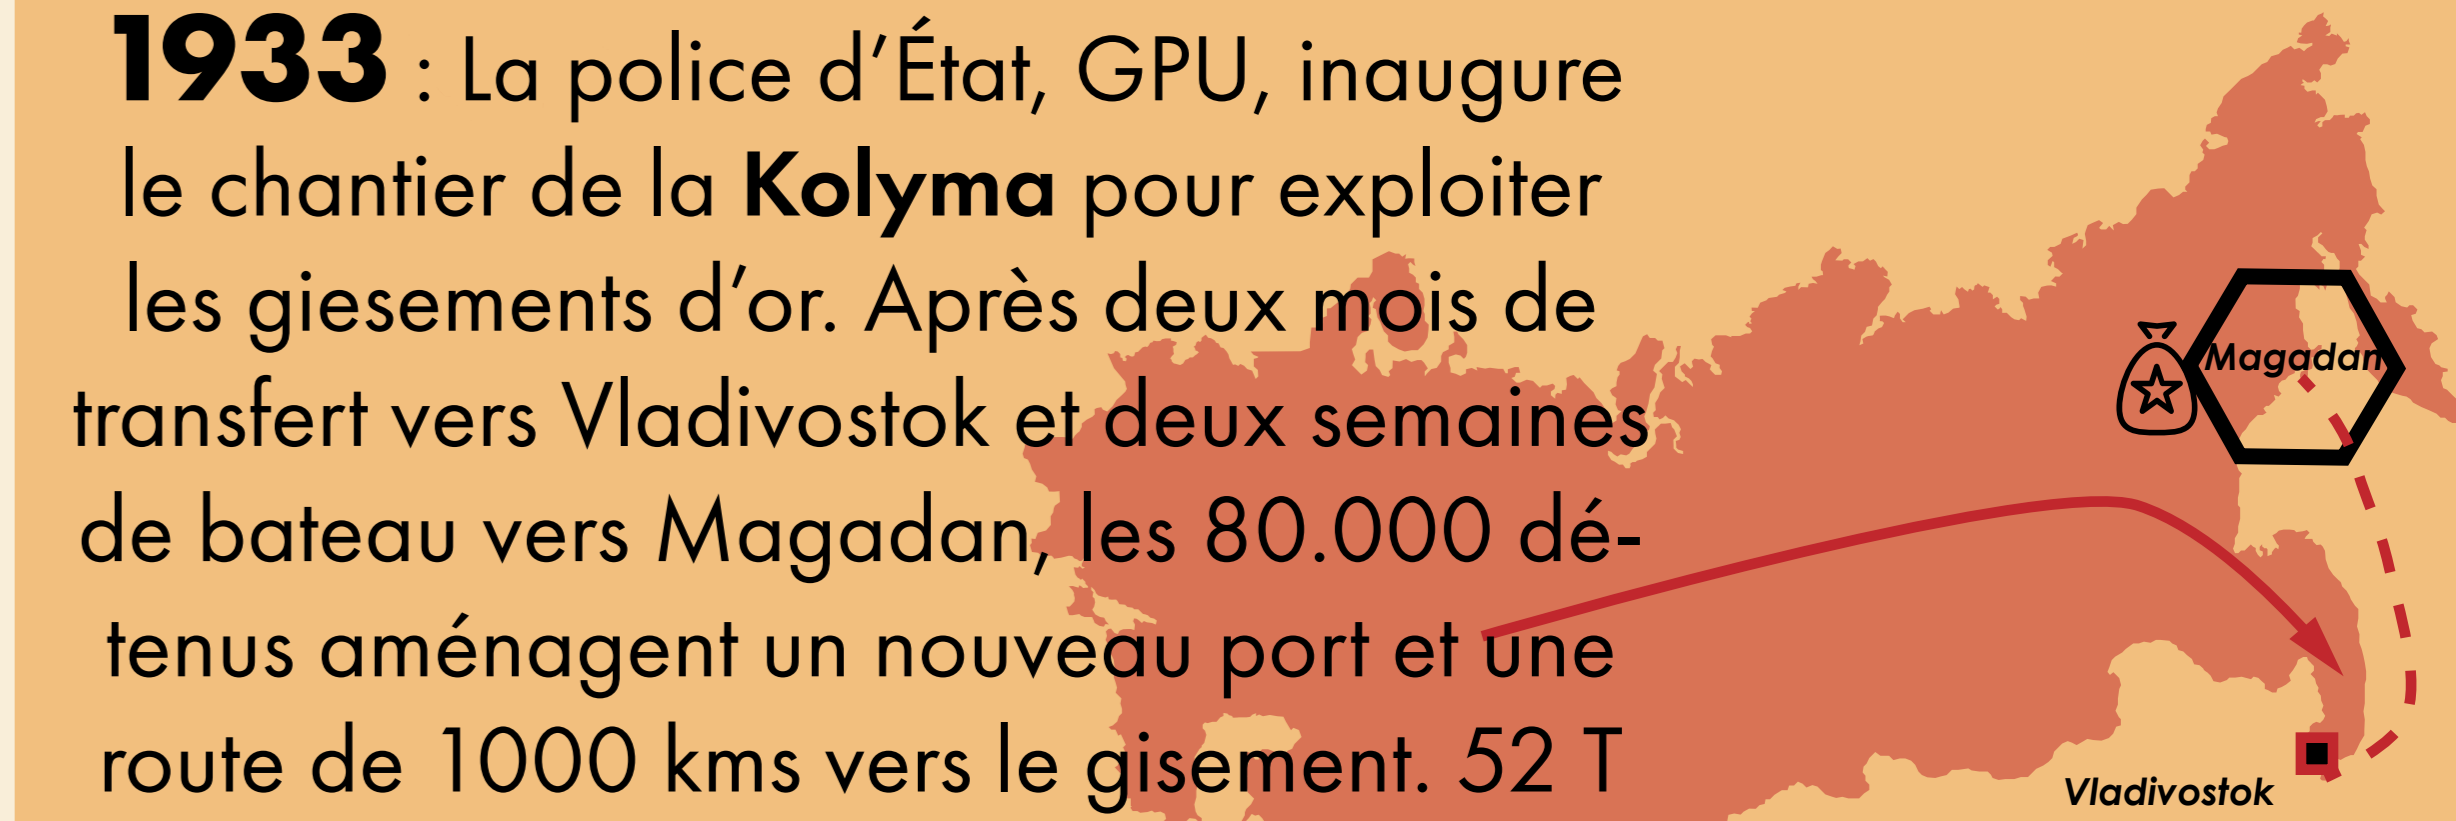 1933 : La police d’État, GPU, inaugure
le chantier de la Kolyma pour exploiter
les giesements d’or. Après deux mois de
transfert vers Vladivostok et deux semaines
de bateau vers Magadan, les 80.000 dé-
tenus aménagent un nouveau port et une
route de 1000 kms vers le gisement. 52 T
Magadan
Vladivostok